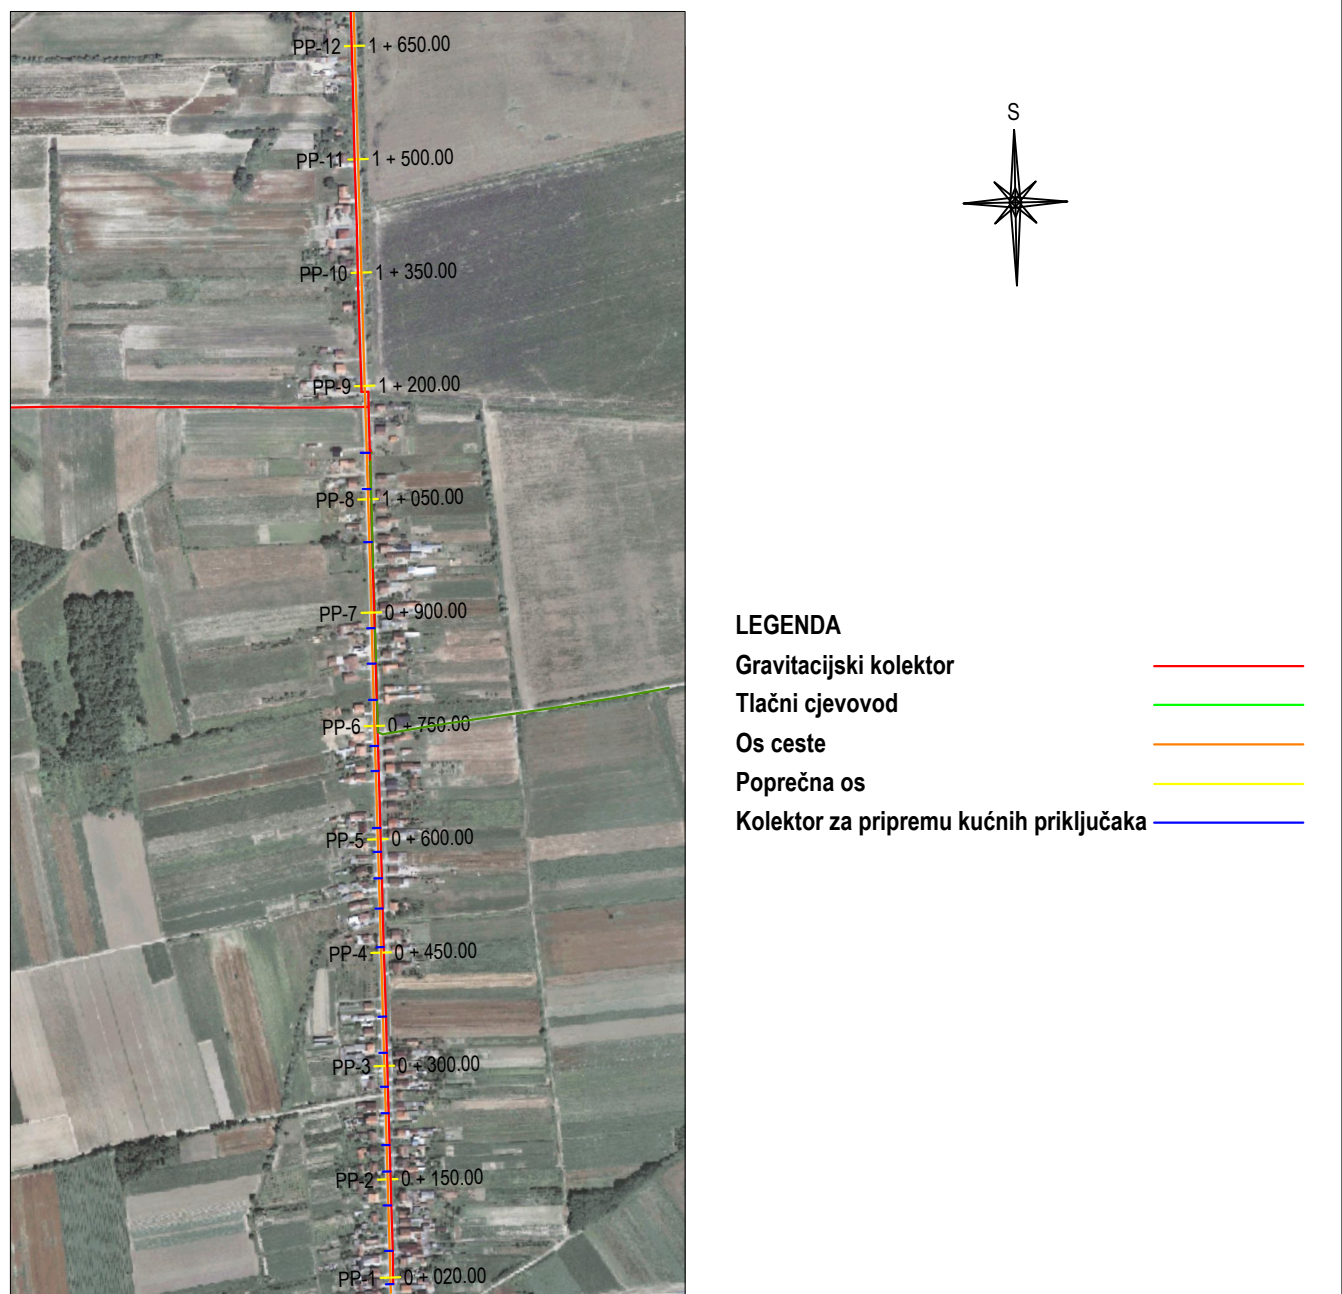 PP-12 1 + 650.00
S
PP-11 1 + 500.00
PP-10 1 + 350.00
PP-9 1 + 200.00
PP-8 1 + 050.00
PP-7 0 + 900.00
PP-6 0 + 750.00
PP-5 0 + 600.00
PP-4 0 + 450.00
PP-3 0 + 300.00
PP-2 0 + 150.00
PP-1 0 + 020.00
LEGENDA
Gravitacijski kolektor
Tlačni cjevovod
Os ceste
Poprečna os
Kolektor za pripremu kućnih priključaka